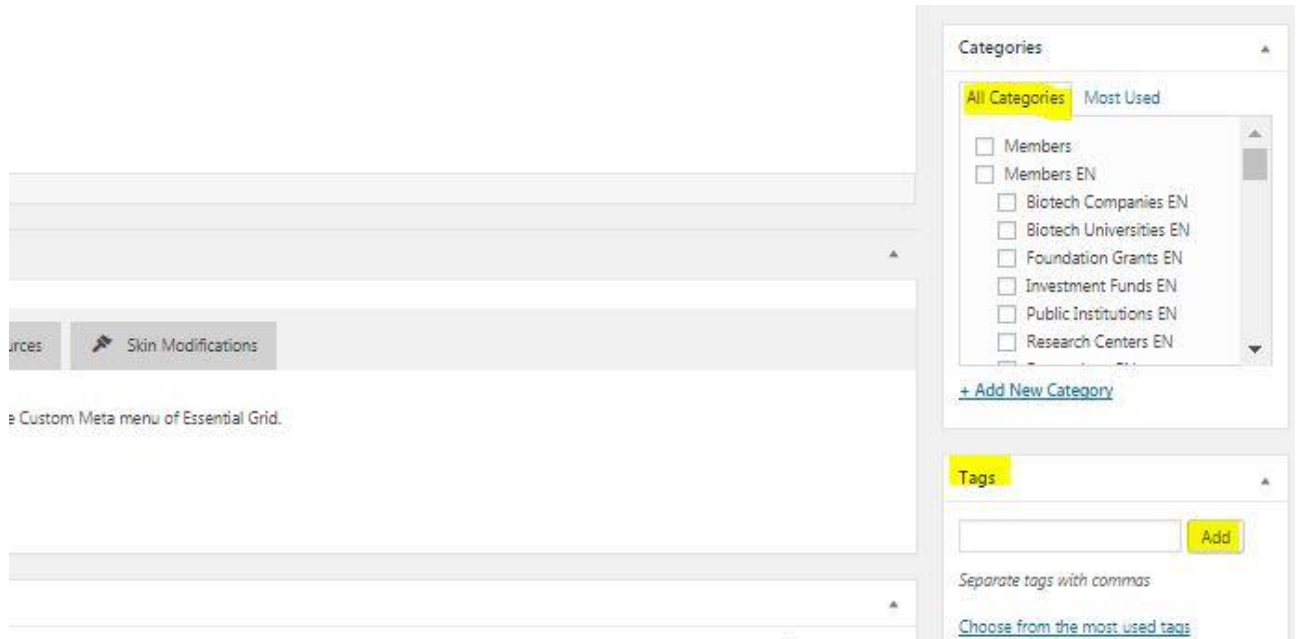 Categories
All Categories Most Used
Members
Members EN
Biotech Companies EN
Biotech Universities EN
Foundation Grants EN
Investment Funds EN
Public Institutions EN
Research Centers EN
+ Add New Category
Skin Modifications
Custom Meta menu of Essential Grid.
Tags
Add
Separate tags with commas
Choose from the most used tags